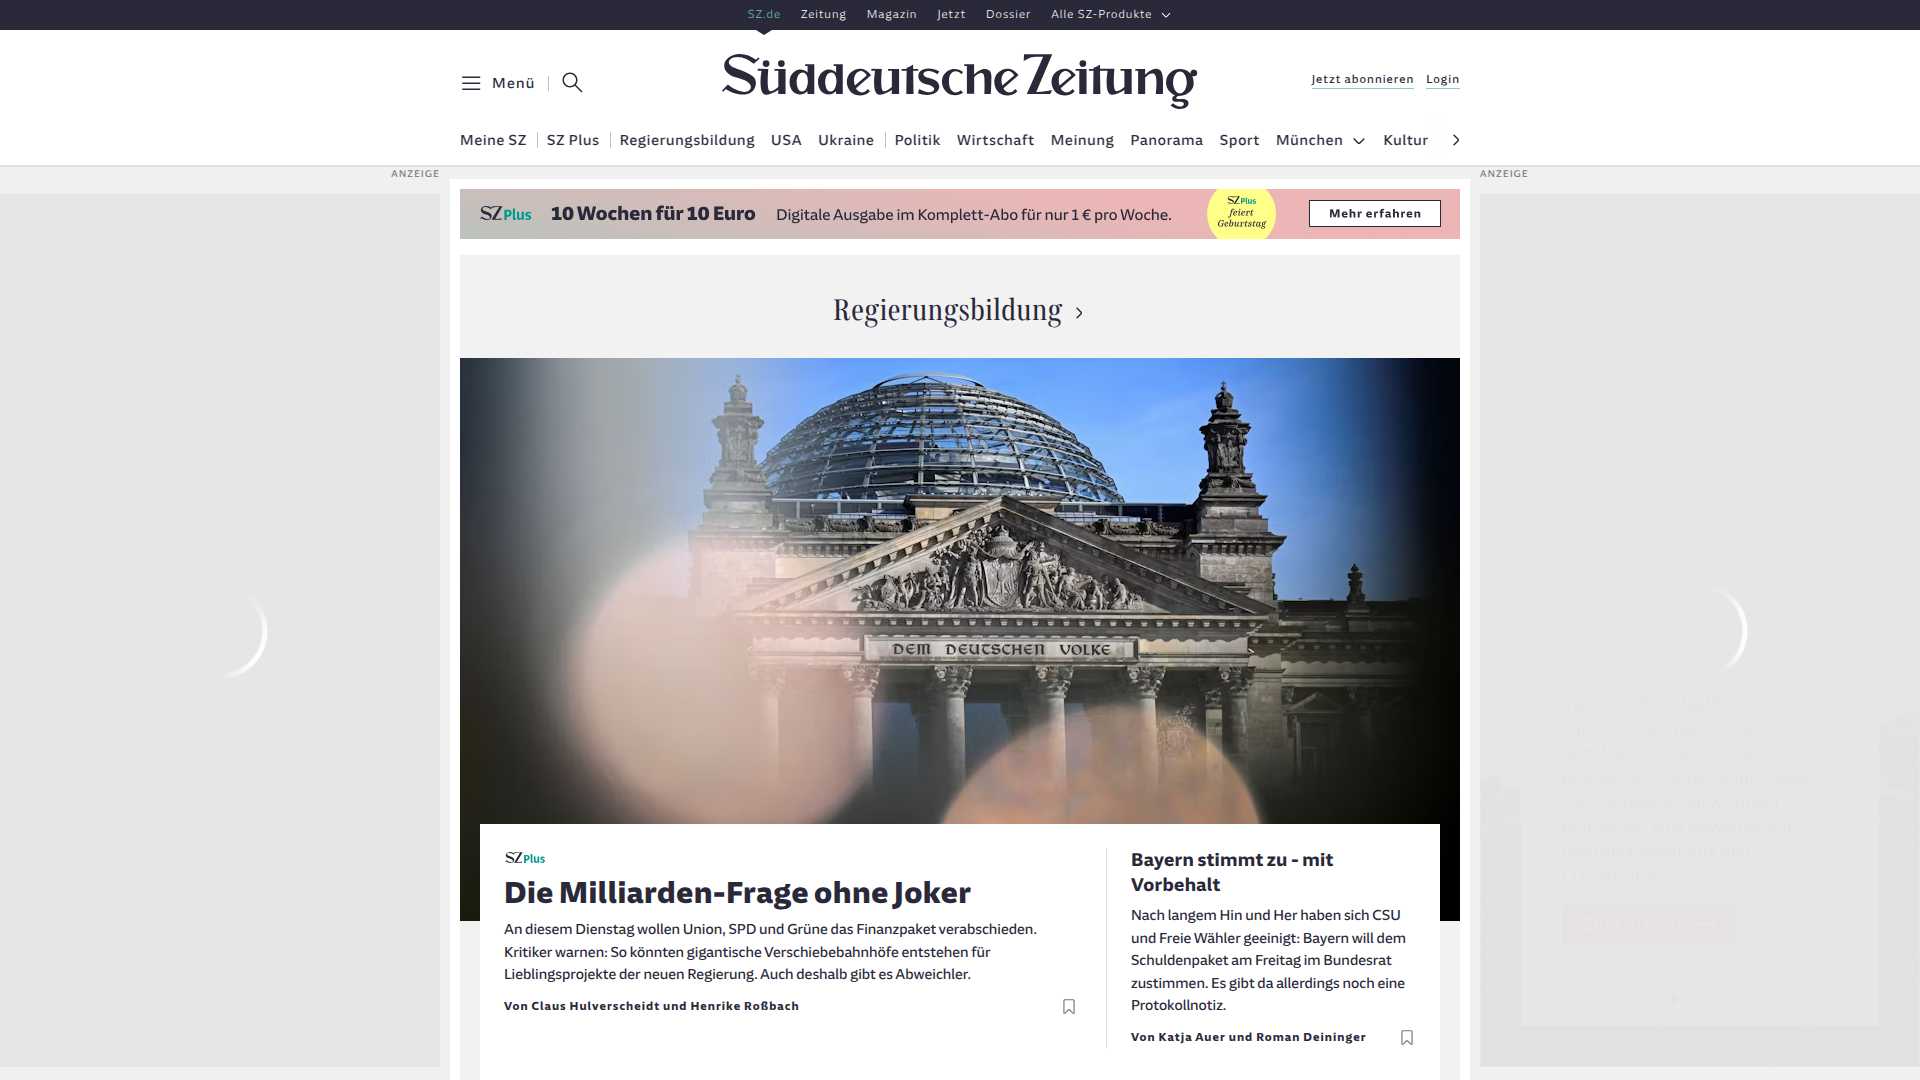 SZ.de Zeitung Magazin Jetzt Dossier Alle SZ-Produkte
Menü
Süddeutsche Zeitung
Jetzt abonnieren Login
Meine SZ SZ Plus Regierungsbildung USA Ukraine Politik Wirtschaft Meinung Panorama Sport München Kultur
ANZEIGE
ANZEIGE
SZ Plus 10 Wochen für 10 Euro Digitale Ausgabe im Komplett-Abo für nur 1 € pro Woche.
SZ Plus
feiert
Geburtstag
Mehr erfahren
Regierungsbildung
DEM DEUTSCHEN VOLKE
SZ Plus
Die Milliarden-Frage ohne Joker
An diesem Dienstag wollen Union, SPD und Grüne das Finanzpaket verabschieden.
Kritiker warnen: So könnten gigantische Verschiebebahnhöfe entstehen für
Lieblingsprojekte der neuen Regierung. Auch deshalb gibt es Abweichler.
Von Claus Hulverscheidt und Henrike Roßbach
Bayern stimmt zu - mit
Vorbehalt
Nach langem Hin und Her haben sich CSU
und Freie Wähler geeinigt: Bayern will dem
Schuldenpaket am Freitag im Bundesrat
zustimmen. Es gibt da allerdings noch eine
Protokollnotiz.
Von Katja Auer und Roman Deininger